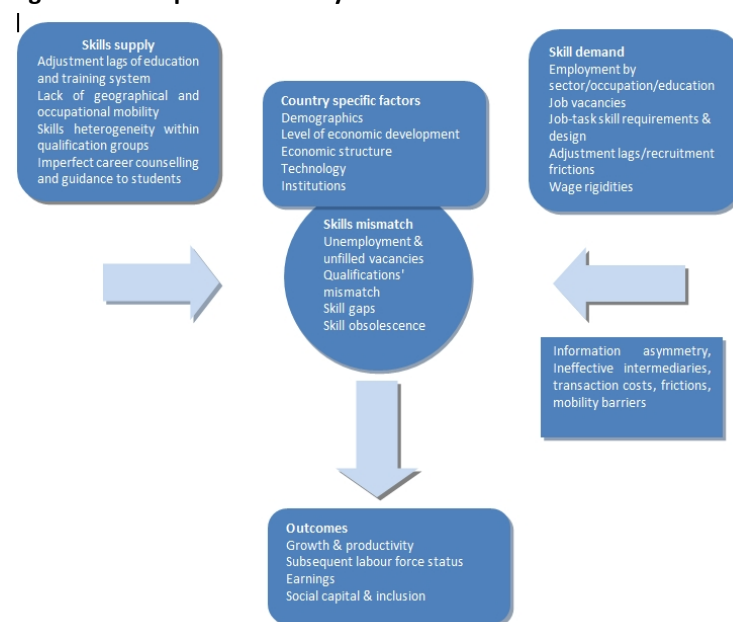 Skills supply
Adjustment lags of education
and training system
Lack of geographical and
occupational mobility
Skills heterogeneity within
qualification groups
Imperfect career counselling
and guidance to students
Country specific factors
Demographics
Level of economic development
Economic structure
Technology
Institutions
Skill demand
Employment by
sector/occupation/education
Job vacancies
Job-task skill requirements &
design
Adjustment lags/recruitment
frictions
Wage rigidities
Skills mismatch
Unemployment &
unfilled vacancies
Qualifications'
mismatch
Skill gaps
Skill obsolescence
Information asymmetry,
Ineffective intermediaries,
transaction costs, frictions,
mobility barriers
Outcomes
Growth & productivity
Subsequent labour force status
Earnings
Social capital & inclusion